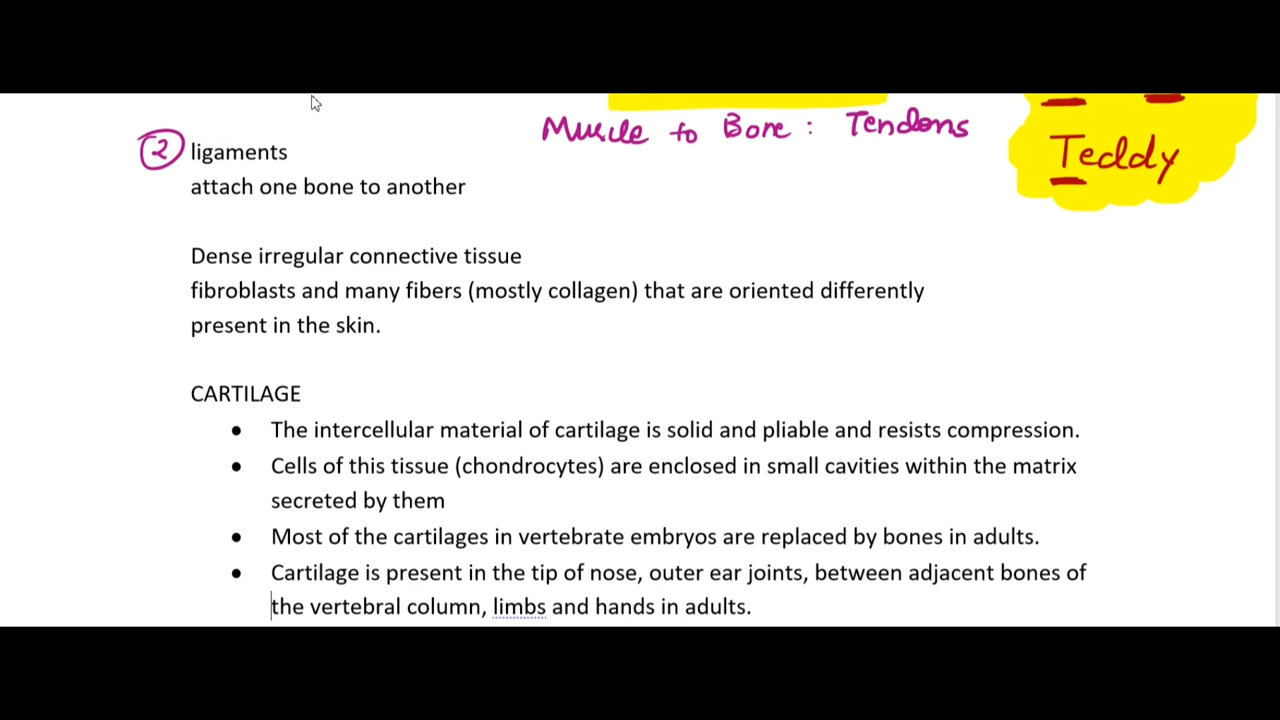 Muscle to Bone : Tendons
Teddy
2 ligaments
attach one bone to another
Dense irregular connective tissue
fibroblasts and many fibers (mostly collagen) that are oriented differently
present in the skin.
CARTILAGE
• The intercellular material of cartilage is solid and pliable and resists compression.
• Cells of this tissue (chondrocytes) are enclosed in small cavities within the matrix
secreted by them
• Most of the cartilages in vertebrate embryos are replaced by bones in adults.
• Cartilage is present in the tip of nose, outer ear joints, between adjacent bones of
the vertebral column, limbs and hands in adults.